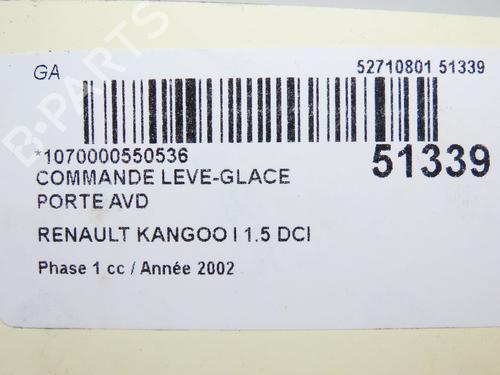 B-PARTS
GA
52710801 51339
*1070000550536
51339
COMMANDE LEVE-GLACE
PORTE AVD
RENAULT KANGOO I 1.5 DCI
Phase 1 cc / Année 2002